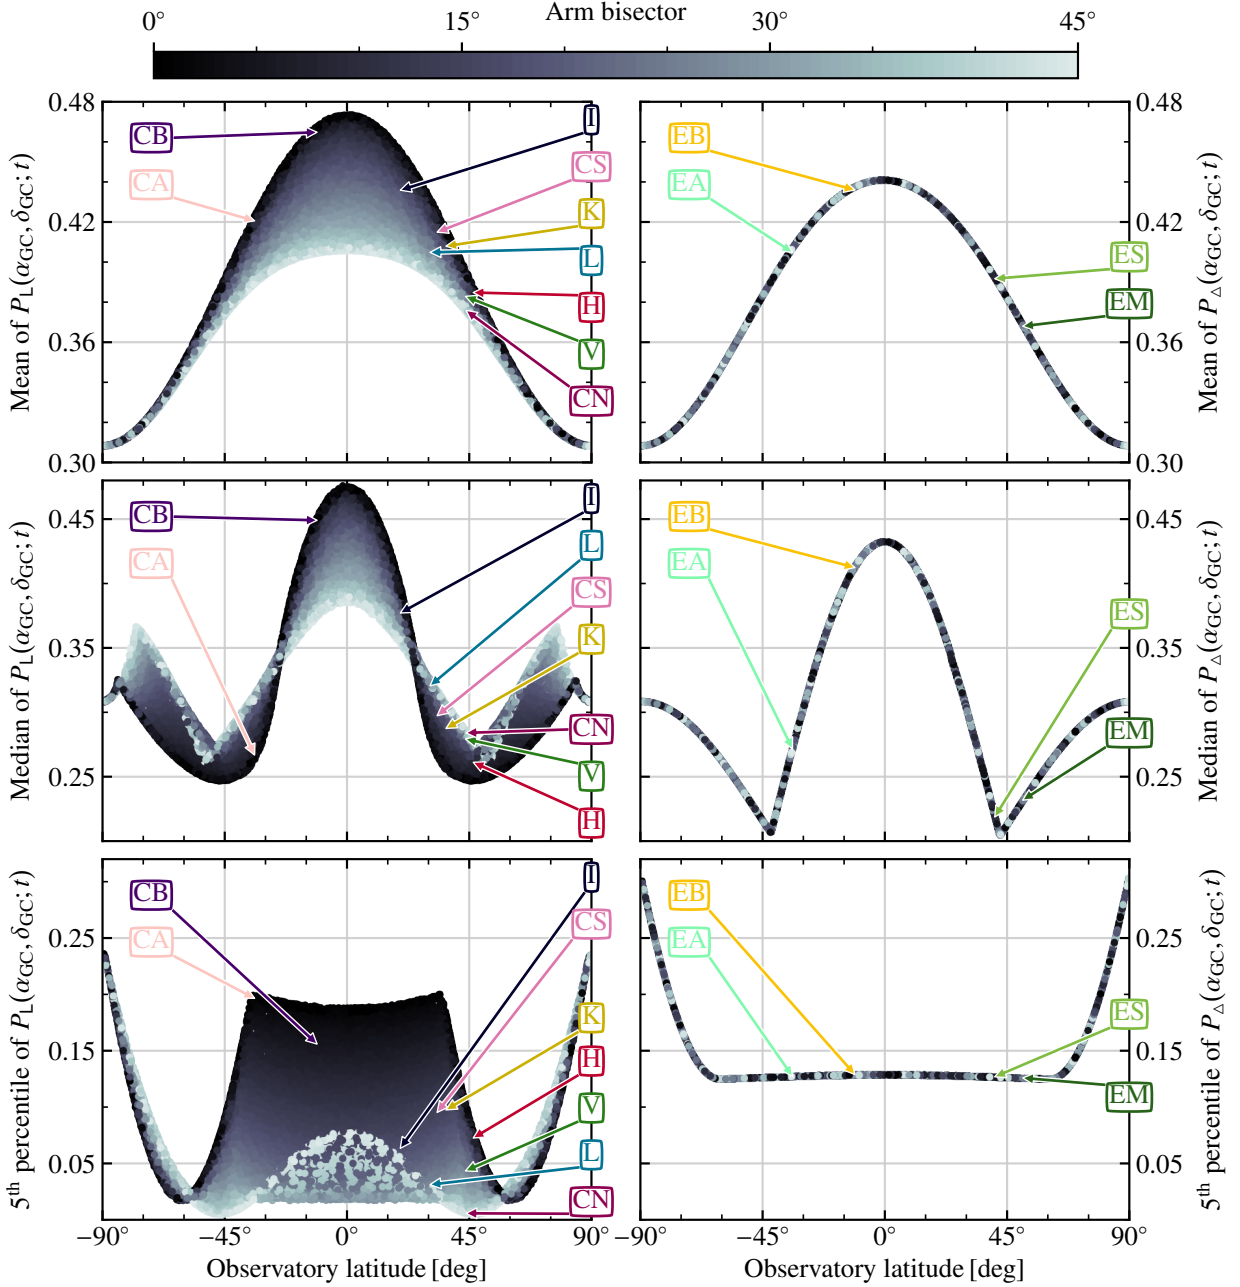 Arm bisector
0° 15° 30° 45°
Mean of P_L(α_GC, δ_GC; t)
0.48
0.42
0.36
0.30
CB
CA
I
CS
K
L
H
V
CN
EB
EA
ES
EM
0.48
0.42
0.36
0.30
Mean of P_△(α_GC, δ_GC; t)
Median of P_L(α_GC, δ_GC; t)
0.45
0.35
0.25
CB
CA
I
L
CS
K
CN
V
H
EB
EA
ES
EM
0.45
0.35
0.25
Median of P_△(α_GC, δ_GC; t)
5th percentile of P_L(α_GC, δ_GC; t)
0.25
0.15
0.05
CB
CA
I
CS
K
H
V
L
CN
EB
EA
ES
EM
0.25
0.15
0.05
5th percentile of P_△(α_GC, δ_GC; t)
−90° −45° 0° 45° −90° −45° 0° 45° 90°
Observatory latitude [deg] Observatory latitude [deg]